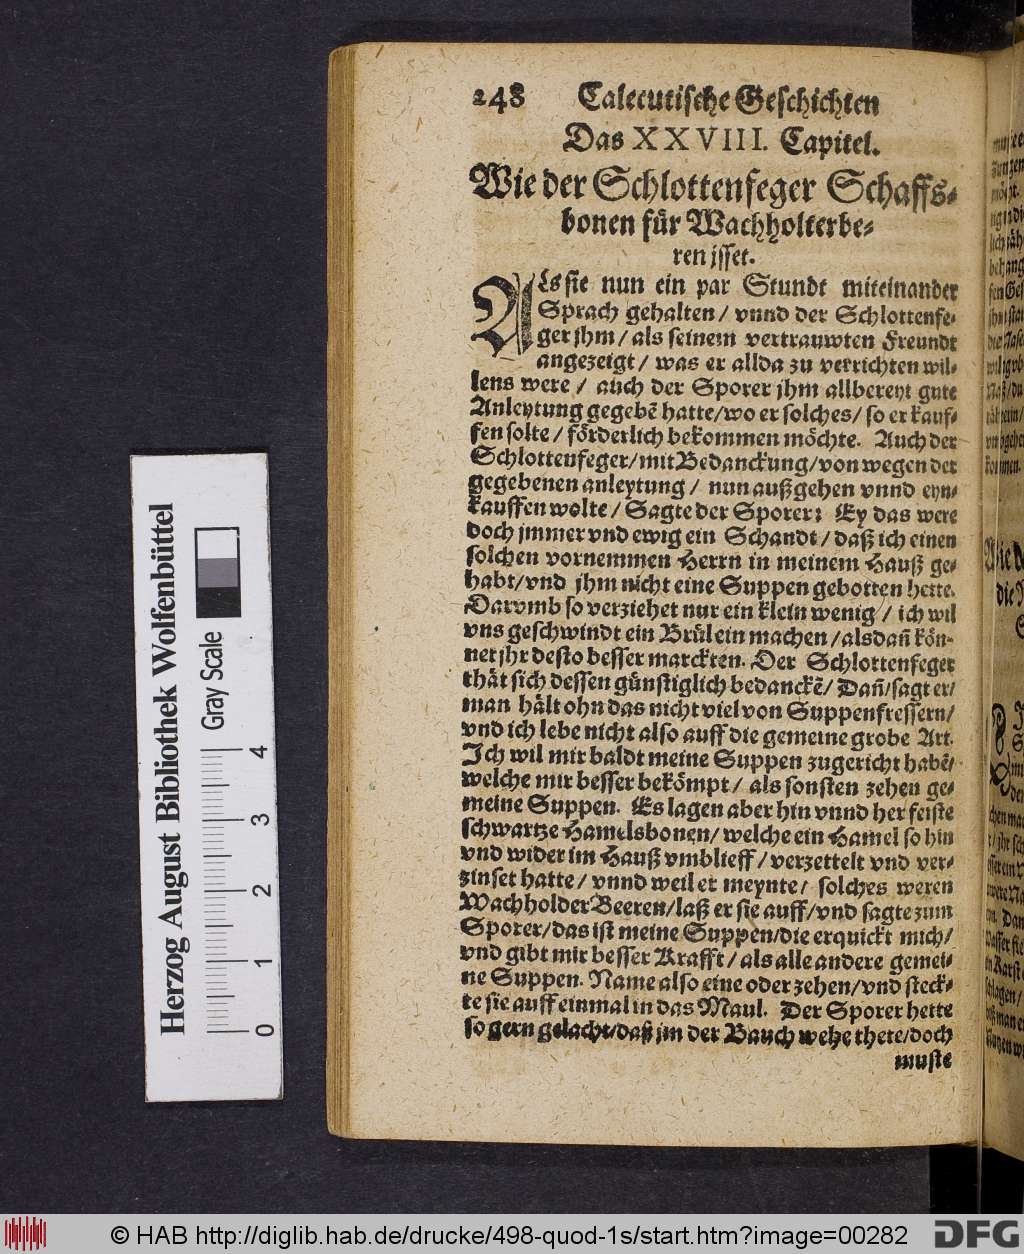 248 Calecutische Geschichten
Das XXVIII. Capitel.
Wie der Schlottenfeger Schaffs⸗
bonen für Wachholterbe⸗
ren jsset.
ALs sie nun ein par Stundt miteinander
Sprach gehalten / vnnd der Schlottenfe⸗
ger jhm / als seinem vertrauwten Freundt
angezeigt / was er allda zu verrichten wil⸗
lens were / auch der Sporer jhm allbereyt gute
Anleytung gegebē hatte / wo er solches / so er kauf⸗
fen solte / förderlich bekommen möchte. Auch der
Schlottenfeger / mit Bedanckung / von wegen der
gegebenen anleytung / nun außgehen vnnd eyn⸗
kauffen wolte / Sagte der Sporer: Ey das were
doch jmmer vnd ewig ein Schandt / daß ich einen
solchen vornemmen Herrn in meinem Hauß ge⸗
habt / vnd jhm nicht eine Suppen gebotten hette.
Darvmb so verziehet nur ein klein wenig / ich wil
vns geschwindt ein Brülein machen / alsdañ kön⸗
net jhr desto besser marckten. Der Schlottenfeger
thät sich dessen günstiglich bedanckē / Dañ / sagt er /
man hält ohn das nicht viel von Suppenfressern /
vnd ich lebe nicht also auff die gemeine grobe Art.
Ich wil mir baldt meine Suppen zugericht habē /
welche mir besser bekömpt / als sonsten zehen ge⸗
meine Suppen. Es lagen aber hin vnnd her feiste
schwartze Hamelsbonen / welche ein Hamel so hin
vnd wider im Hauß vmblieff / verzettelt vnd ver⸗
zinset hatte / vnnd weil er meynte / solches weren
Wachholder Beeren / laß er sie auff / vnd sagte zum
Sporer / das ist meine Suppen / die erquickt mich /
vnd gibt mir besser Krafft / als alle andere gemei⸗
ne Suppen. Name also eine oder zehen / vnd steck⸗
te sie auff einmal in das Maul. Der Sporer hette
so gern gelacht / daß jm der Bauch wehe thete / doch
muste
Herzog August Bibliothek Wolfenbüttel
Gray Scale
0 1 2 3 4
© HAB http://diglib.hab.de/drucke/498-quod-1s/start.htm?image=00282
DFG